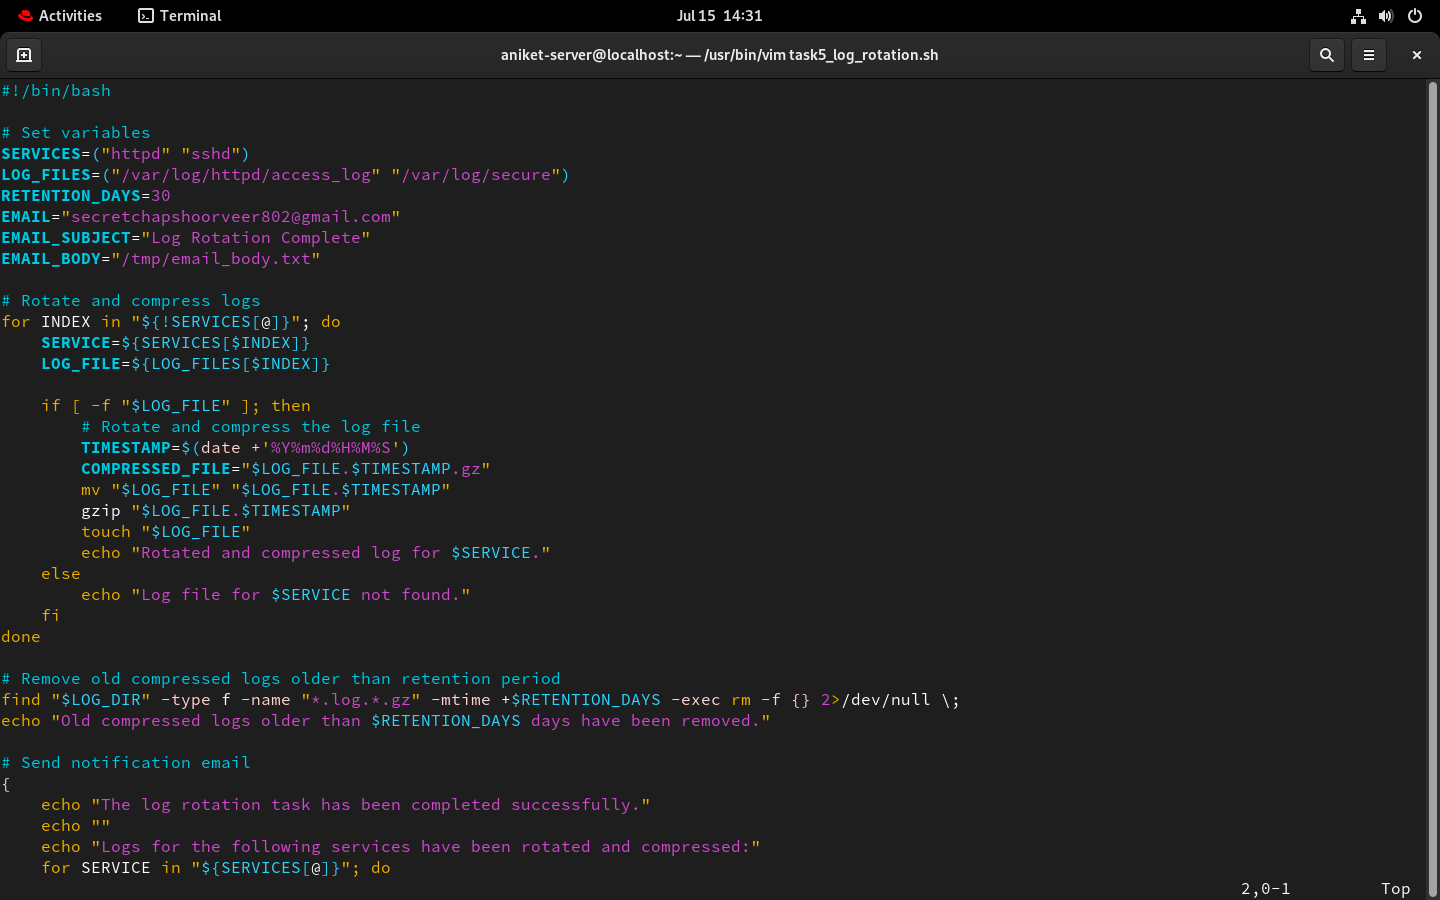 Activities Terminal Jul 15 14:31
aniket-server@localhost:~ — /usr/bin/vim task5_log_rotation.sh
#!/bin/bash

# Set variables
SERVICES=("httpd" "sshd")
LOG_FILES=("/var/log/httpd/access_log" "/var/log/secure")
RETENTION_DAYS=30
EMAIL="secretchapshoorveer802@gmail.com"
EMAIL_SUBJECT="Log Rotation Complete"
EMAIL_BODY="/tmp/email_body.txt"

# Rotate and compress logs
for INDEX in "${!SERVICES[@]}"; do
    SERVICE=${SERVICES[$INDEX]}
    LOG_FILE=${LOG_FILES[$INDEX]}

    if [ -f "$LOG_FILE" ]; then
        # Rotate and compress the log file
        TIMESTAMP=$(date +'%Y%m%d%H%M%S')
        COMPRESSED_FILE="$LOG_FILE.$TIMESTAMP.gz"
        mv "$LOG_FILE" "$LOG_FILE.$TIMESTAMP"
        gzip "$LOG_FILE.$TIMESTAMP"
        touch "$LOG_FILE"
        echo "Rotated and compressed log for $SERVICE."
    else
        echo "Log file for $SERVICE not found."
    fi
done

# Remove old compressed logs older than retention period
find "$LOG_DIR" -type f -name "*.log.*.gz" -mtime +$RETENTION_DAYS -exec rm -f {} 2>/dev/null \;
echo "Old compressed logs older than $RETENTION_DAYS days have been removed."

# Send notification email
{
    echo "The log rotation task has been completed successfully."
    echo ""
    echo "Logs for the following services have been rotated and compressed:"
    for SERVICE in "${SERVICES[@]}"; do
2,0-1 Top